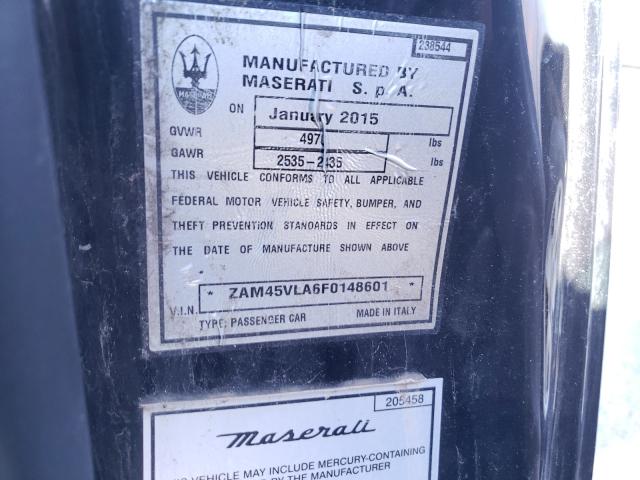 238544
MASERATI
MANUFACTURED BY
MASERATI S. p. A.
ON January 2015
GVWR 4970 lbs
GAWR lbs
THIS VEHICLE CONFORMS TO ALL APPLICABLE
FEDERAL MOTOR VEHICLE SAFETY, BUMPER, AND
THEFT PREVENTION STANDARDS IN EFFECT ON
THE DATE OF MANUFACTURE SHOWN ABOVE
*
V.I.N. * ZAM45VLA6F0148601 *
TYPE: PASSENGER CAR MADE IN ITALY
205458
Maserati
VEHICLE MAY INCLUDE MERCURY-CONTAINING
BY THE MANUFACTURER